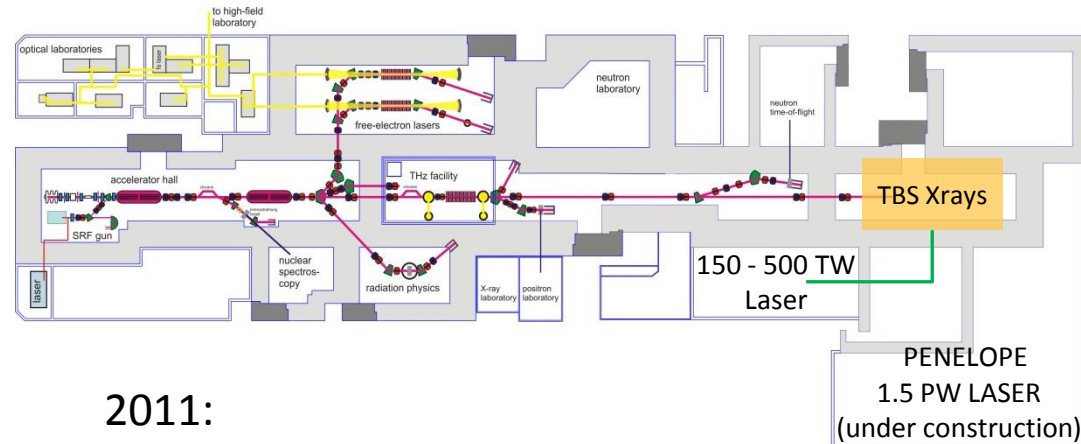 to high-field
laboratory
optical laboratories
fs laser
free-electron lasers
neutron
laboratory
neutron
time-of-flight
accelerator hall
chicane
THz facility
chicane
TBS Xrays
SRF gun
laser
nuclear
spectros-
copy
radiation physics
X-ray
laboratory
positron
laboratory
150 - 500 TW
Laser
PENELOPE
1.5 PW LASER
(under construction)
2011: